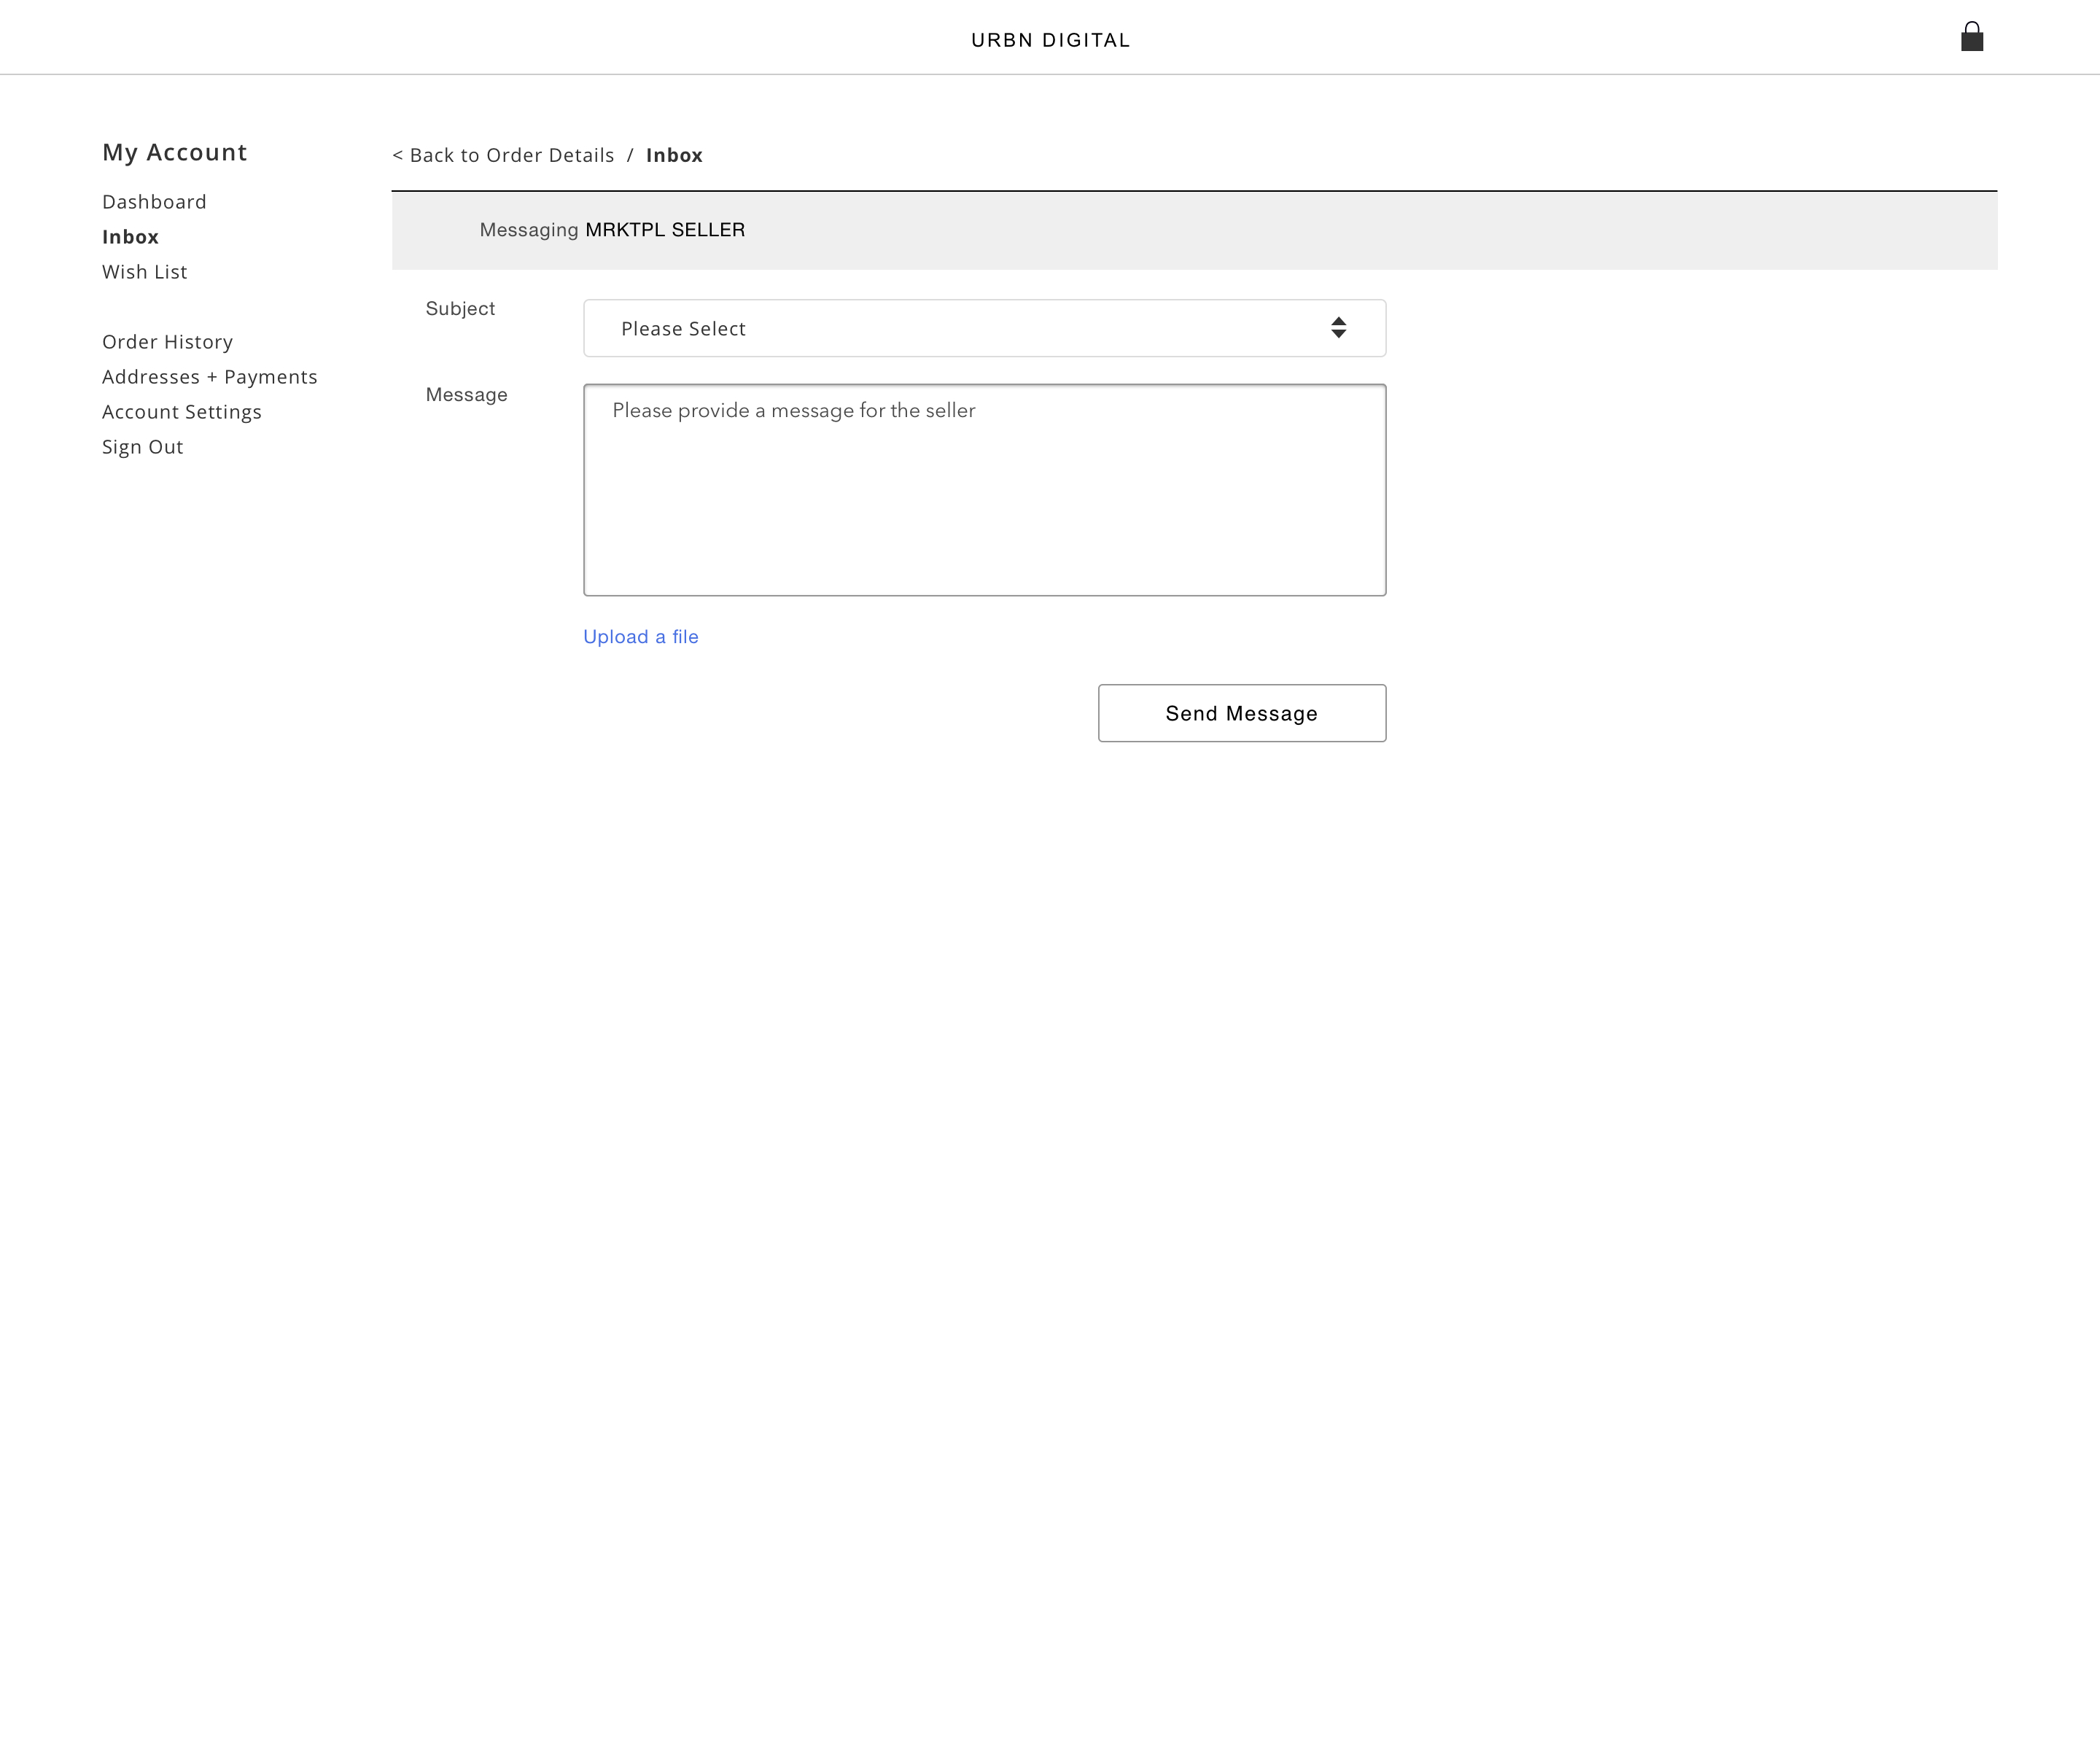 URBN DIGITAL
My Account
Dashboard
Inbox
Wish List
Order History
Addresses + Payments
Account Settings
Sign Out
< Back to Order Details / Inbox
Messaging MRKTPL SELLER
Subject
Please Select
Message
Please provide a message for the seller
Upload a file
Send Message